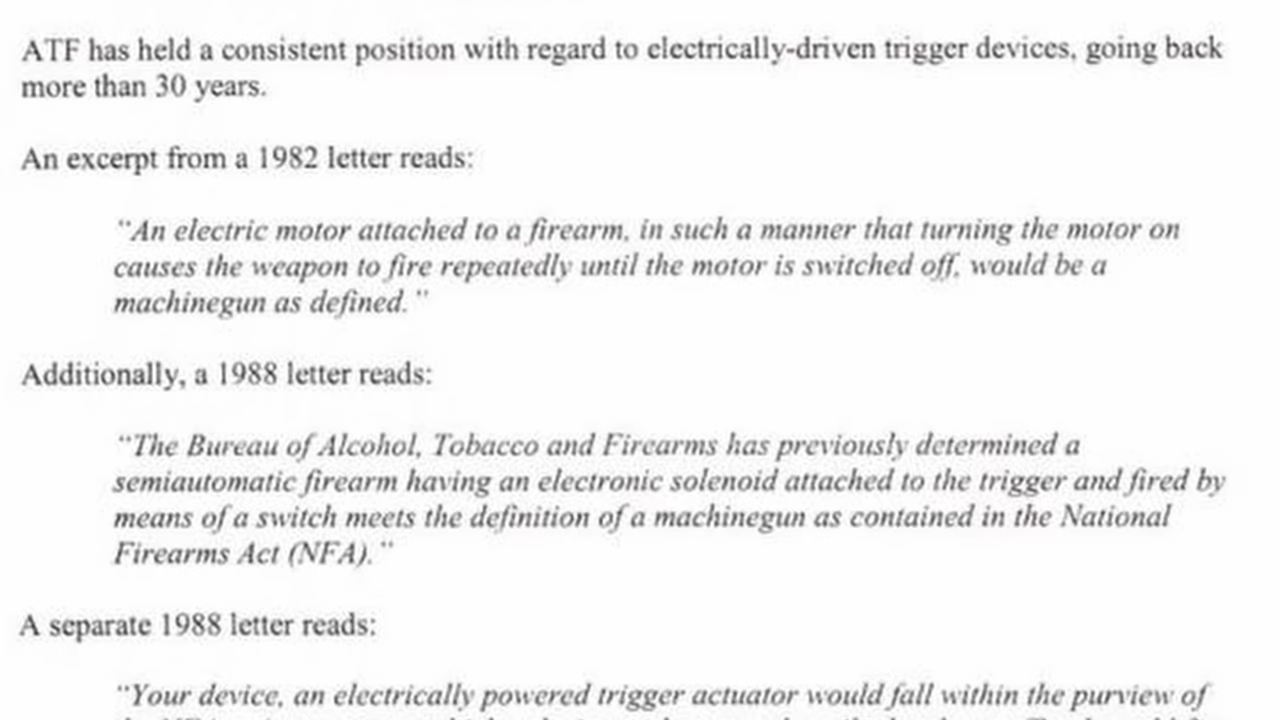 ATF has held a consistent position with regard to electrically-driven trigger devices, going back
more than 30 years.
An excerpt from a 1982 letter reads:
"An electric motor attached to a firearm, in such a manner that turning the motor on
causes the weapon to fire repeatedly until the motor is switched off, would be a
machinegun as defined."
Additionally, a 1988 letter reads:
"The Bureau of Alcohol, Tobacco and Firearms has previously determined a
semiautomatic firearm having an electronic solenoid attached to the trigger and fired by
means of a switch meets the definition of a machinegun as contained in the National
Firearms Act (NFA)."
A separate 1988 letter reads:
"Your device, an electrically powered trigger actuator would fall within the purview of